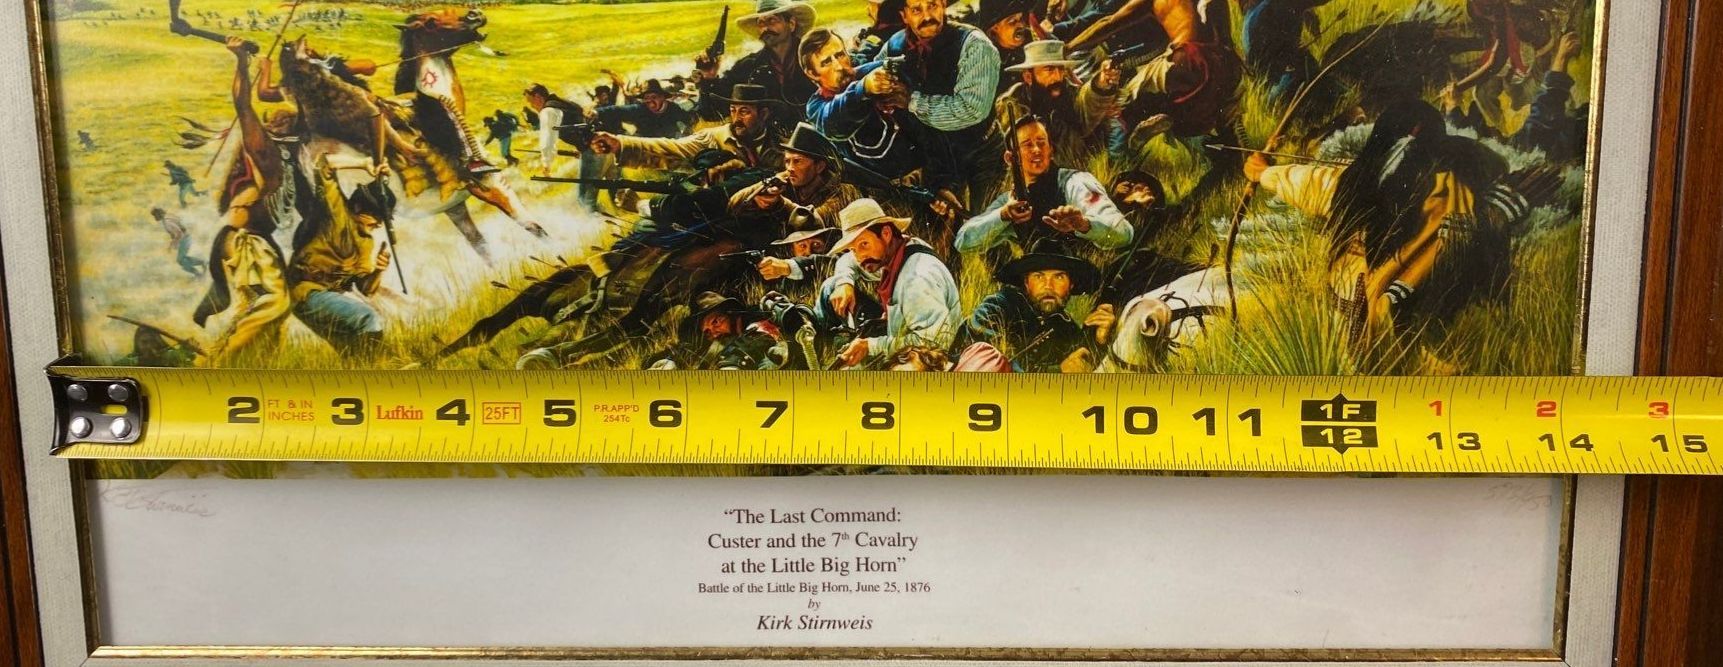 2 FT & IN INCHES 3 Lufkin 4 25FT 5 P.R.APP'D 254Tc 6 7 8 9 10 11 1F 12 1 13 2 14 3 15
“The Last Command:
Custer and the 7th Cavalry
at the Little Big Horn”
Battle of the Little Big Horn, June 25, 1876
by
Kirk Stirnweis